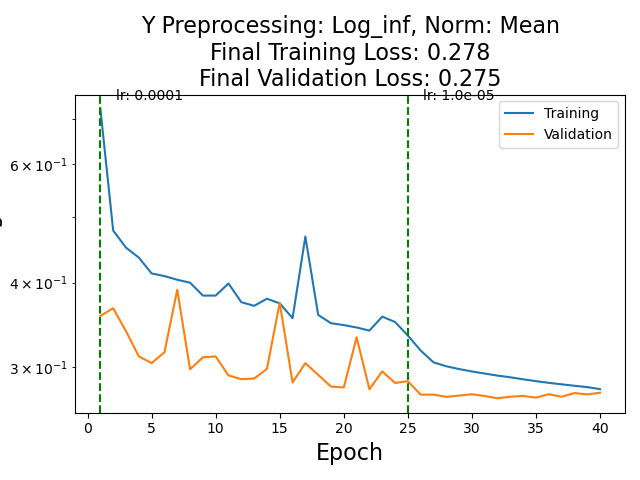 Y Preprocessing: Log_inf, Norm: Mean
Final Training Loss: 0.278
Final Validation Loss: 0.275
lr: 0.0001
lr: 1.0e-05
Training
Validation
6 × 10⁻¹
4 × 10⁻¹
3 × 10⁻¹
0 5 10 15 20 25 30 35 40
Epoch